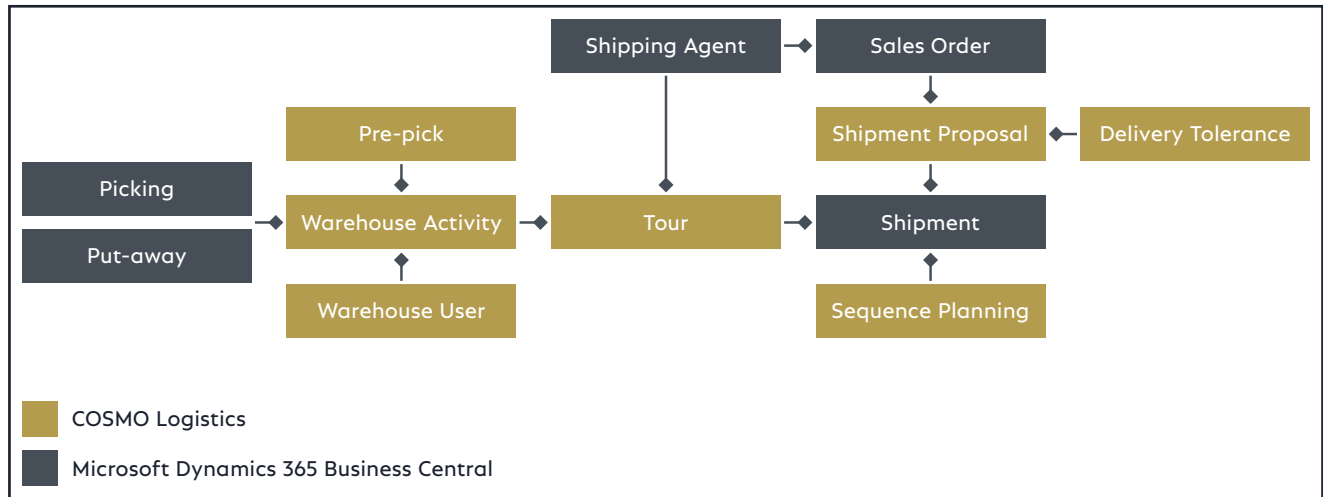 Shipping Agent
Sales Order
Pre-pick
Shipment Proposal
Delivery Tolerance
Picking
Put-away
Warehouse Activity
Tour
Shipment
Warehouse User
Sequence Planning
COSMO Logistics
Microsoft Dynamics 365 Business Central